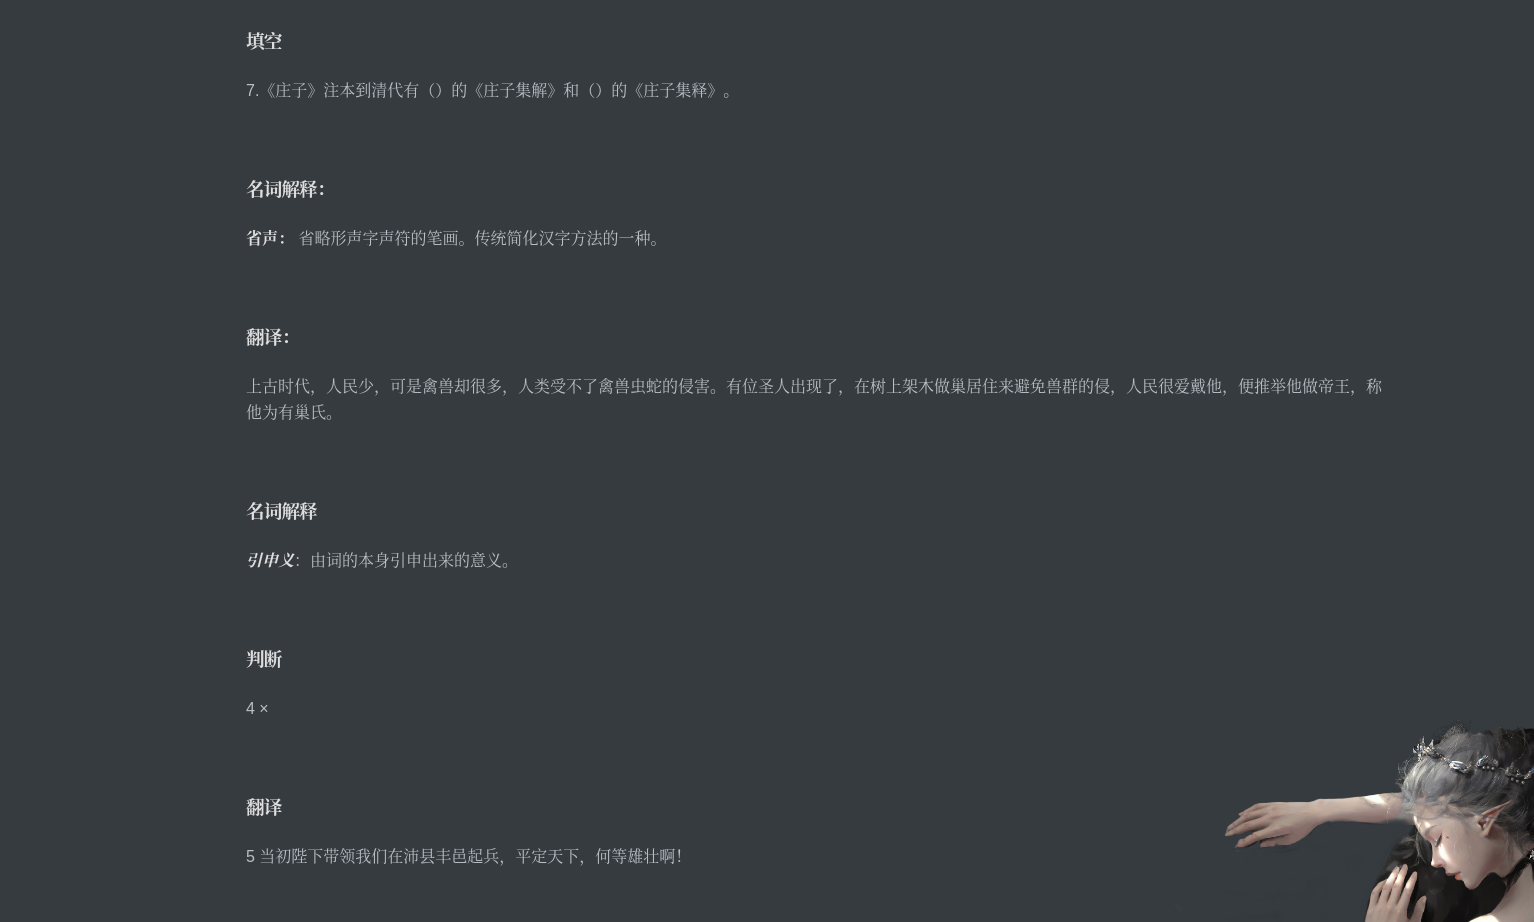 填空
7.《庄子》注本到清代有（）的《庄子集解》和（）的《庄子集释》。
名词解释：
省声： 省略形声字声符的笔画。传统简化汉字方法的一种。
翻译：
上古时代，人民少，可是禽兽却很多，人类受不了禽兽虫蛇的侵害。有位圣人出现了，在树上架木做巢居住来避免兽群的侵，人民很爱戴他，便推举他做帝王，称
他为有巢氏。
名词解释
引申义：由词的本身引申出来的意义。
判断
4 ×
翻译
5 当初陛下带领我们在沛县丰邑起兵，平定天下，何等雄壮啊！